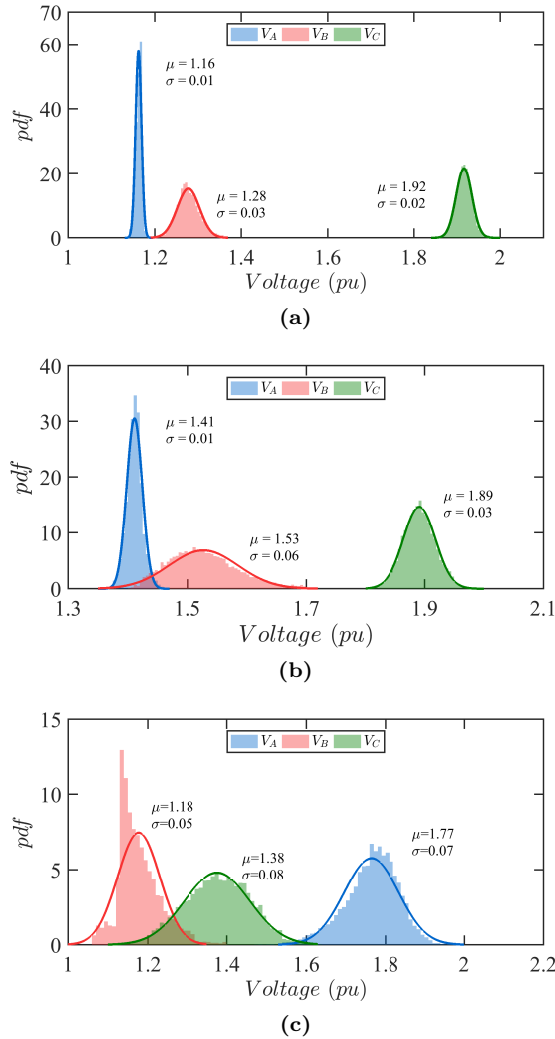 70
60
40
20
0
pdf
V_A V_B V_C
μ = 1.16
σ = 0.01
μ = 1.28
σ = 0.03
μ = 1.92
σ = 0.02
1 1.2 1.4 1.6 1.8 2
Voltage (pu)
(a)
40
30
20
10
0
pdf
V_A V_B V_C
μ = 1.41
σ = 0.01
μ = 1.53
σ = 0.06
μ = 1.89
σ = 0.03
1.3 1.5 1.7 1.9 2.1
Voltage (pu)
(b)
15
10
5
0
pdf
V_A V_B V_C
μ=1.18
σ=0.05
μ=1.38
σ=0.08
μ=1.77
σ=0.07
1 1.2 1.4 1.6 1.8 2 2.2
Voltage (pu)
(c)